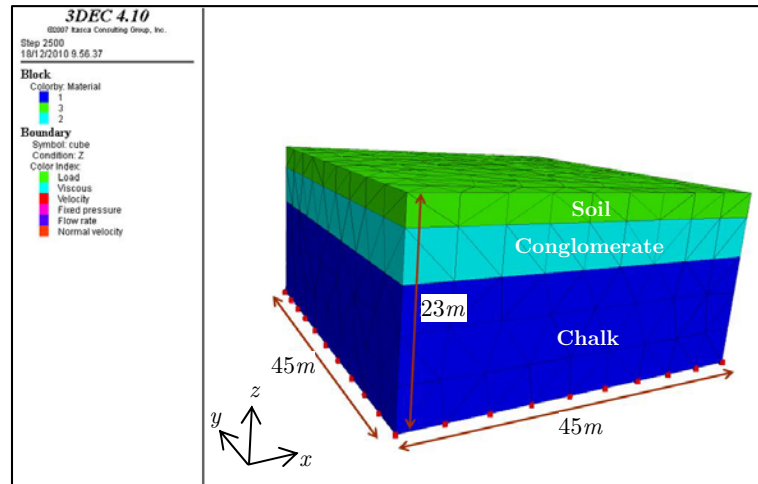 3DEC 4.10
©2007 Itasca Consulting Group, Inc.
Step 2500
18/12/2010 9.56.37
Block
Colorby: Material
1
3
2
Boundary
Symbol: cube
Condition: Z
Color Index:
Load
Viscous
Velocity
Fixed pressure
Flow rate
Normal velocity
Soil
Conglomerate
23m
Chalk
45m
45m
z
y
x